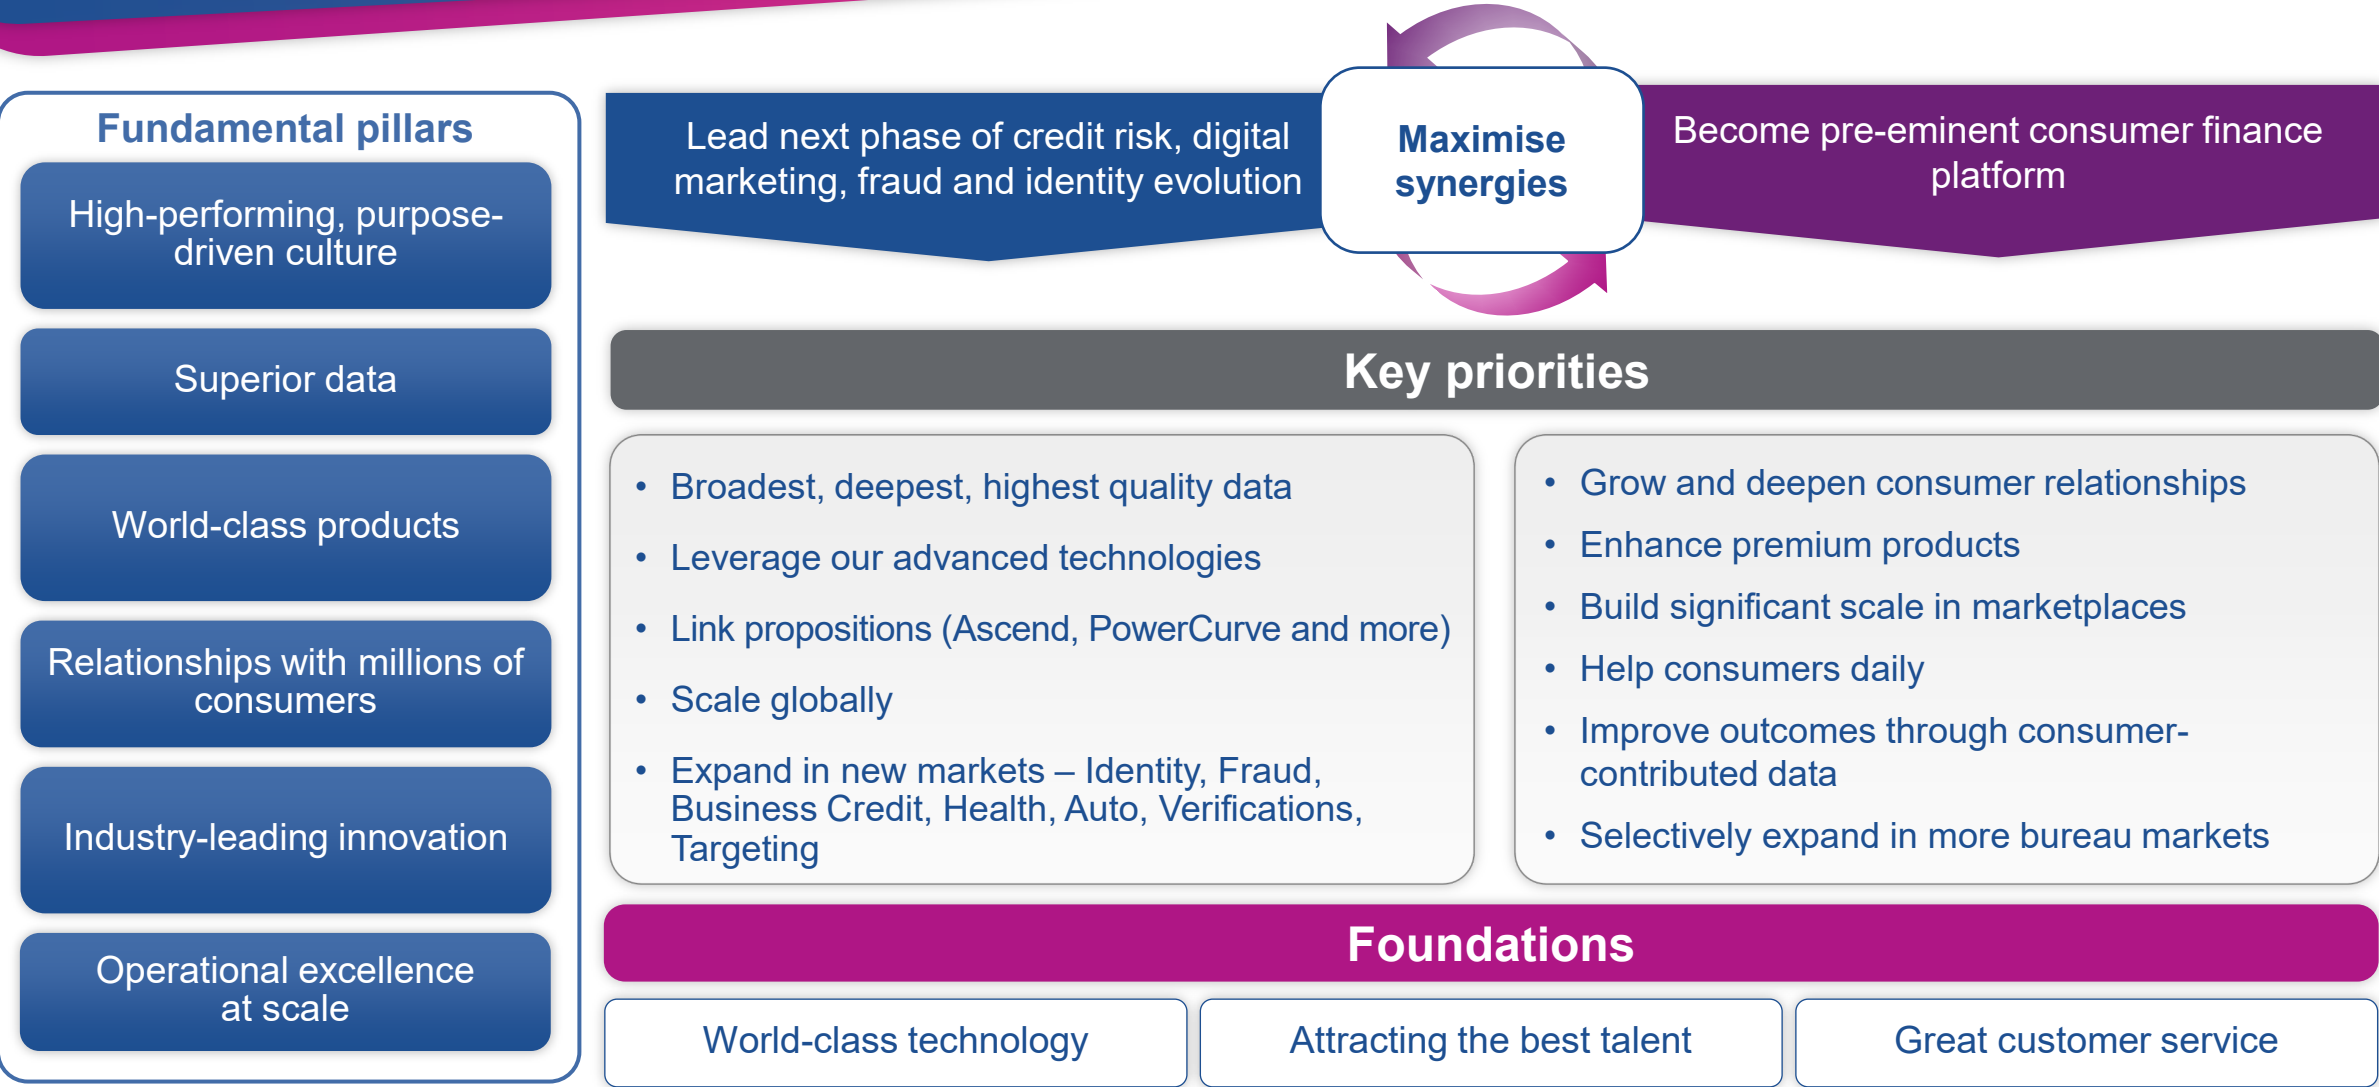 Fundamental pillars
High-performing, purpose-
driven culture
Superior data
World-class products
Relationships with millions of
consumers
Industry-leading innovation
Operational excellence
at scale
Lead next phase of credit risk, digital
marketing, fraud and identity evolution
Maximise
synergies
Become pre-eminent consumer finance
platform
Key priorities
• Broadest, deepest, highest quality data
• Leverage our advanced technologies
• Link propositions (Ascend, PowerCurve and more)
• Scale globally
• Expand in new markets – Identity, Fraud,
Business Credit, Health, Auto, Verifications,
Targeting
• Grow and deepen consumer relationships
• Enhance premium products
• Build significant scale in marketplaces
• Help consumers daily
• Improve outcomes through consumer-
contributed data
• Selectively expand in more bureau markets
Foundations
World-class technology
Attracting the best talent
Great customer service